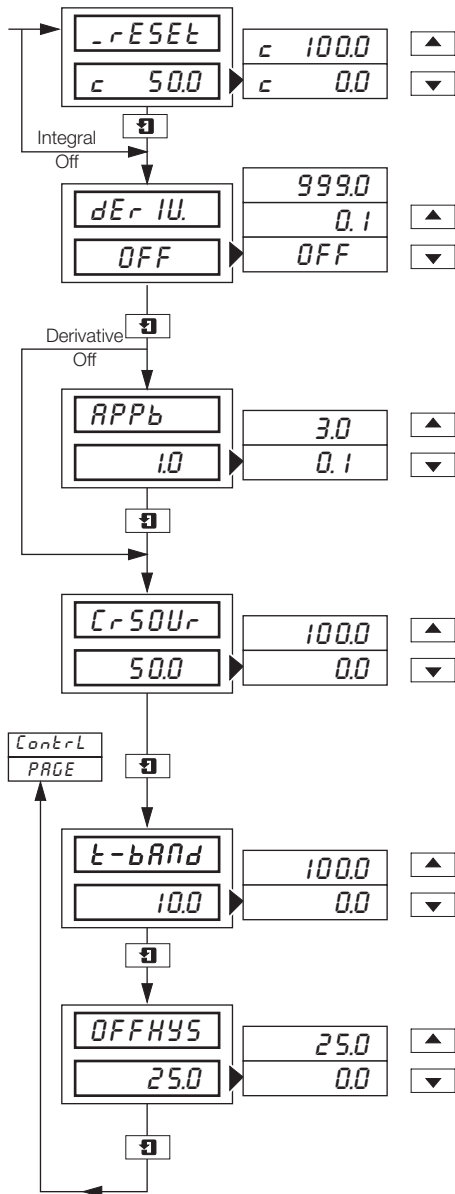 _rESEt
c 50.0
c 100.0
c 0.0
Integral
Off
dEr IU.
OFF
999.0
0.1
OFF
Derivative
Off
APPb
1.0
3.0
0.1
CrSOUr
50.0
100.0
0.0
ContrL
PAGE
t-bAnd
10.0
100.0
0.0
OFFHYS
25.0
25.0
0.0